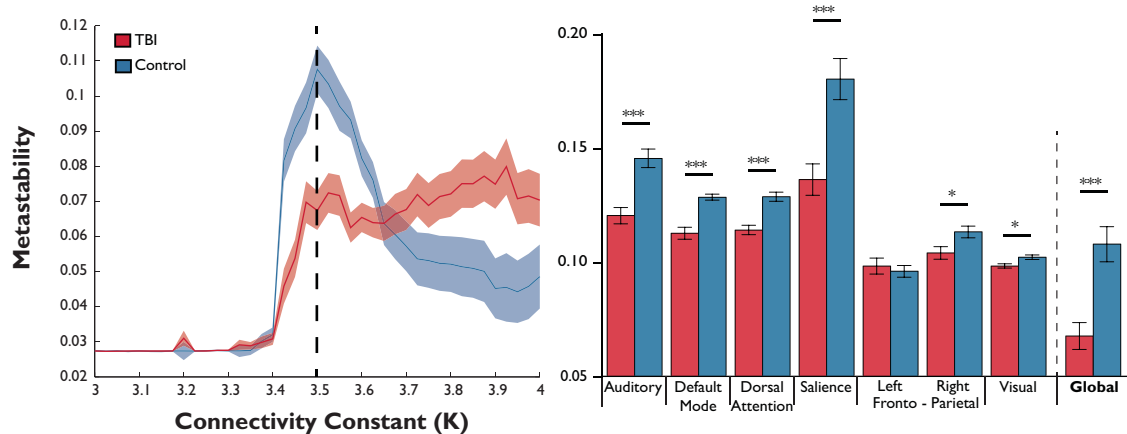 TBI
Control
Metastability
0.12
0.11
0.1
0.09
0.08
0.07
0.06
0.05
0.04
0.03
0.02
3
3.1
3.2
3.3
3.4
3.5
3.6
3.7
3.8
3.9
4
Connectivity Constant (K)
0.20
0.15
0.10
0.05
***
***
***
***
*
*
***
Auditory
Default
Mode
Dorsal
Attention
Salience
Left
Right
Fronto - Parietal
Visual
Global